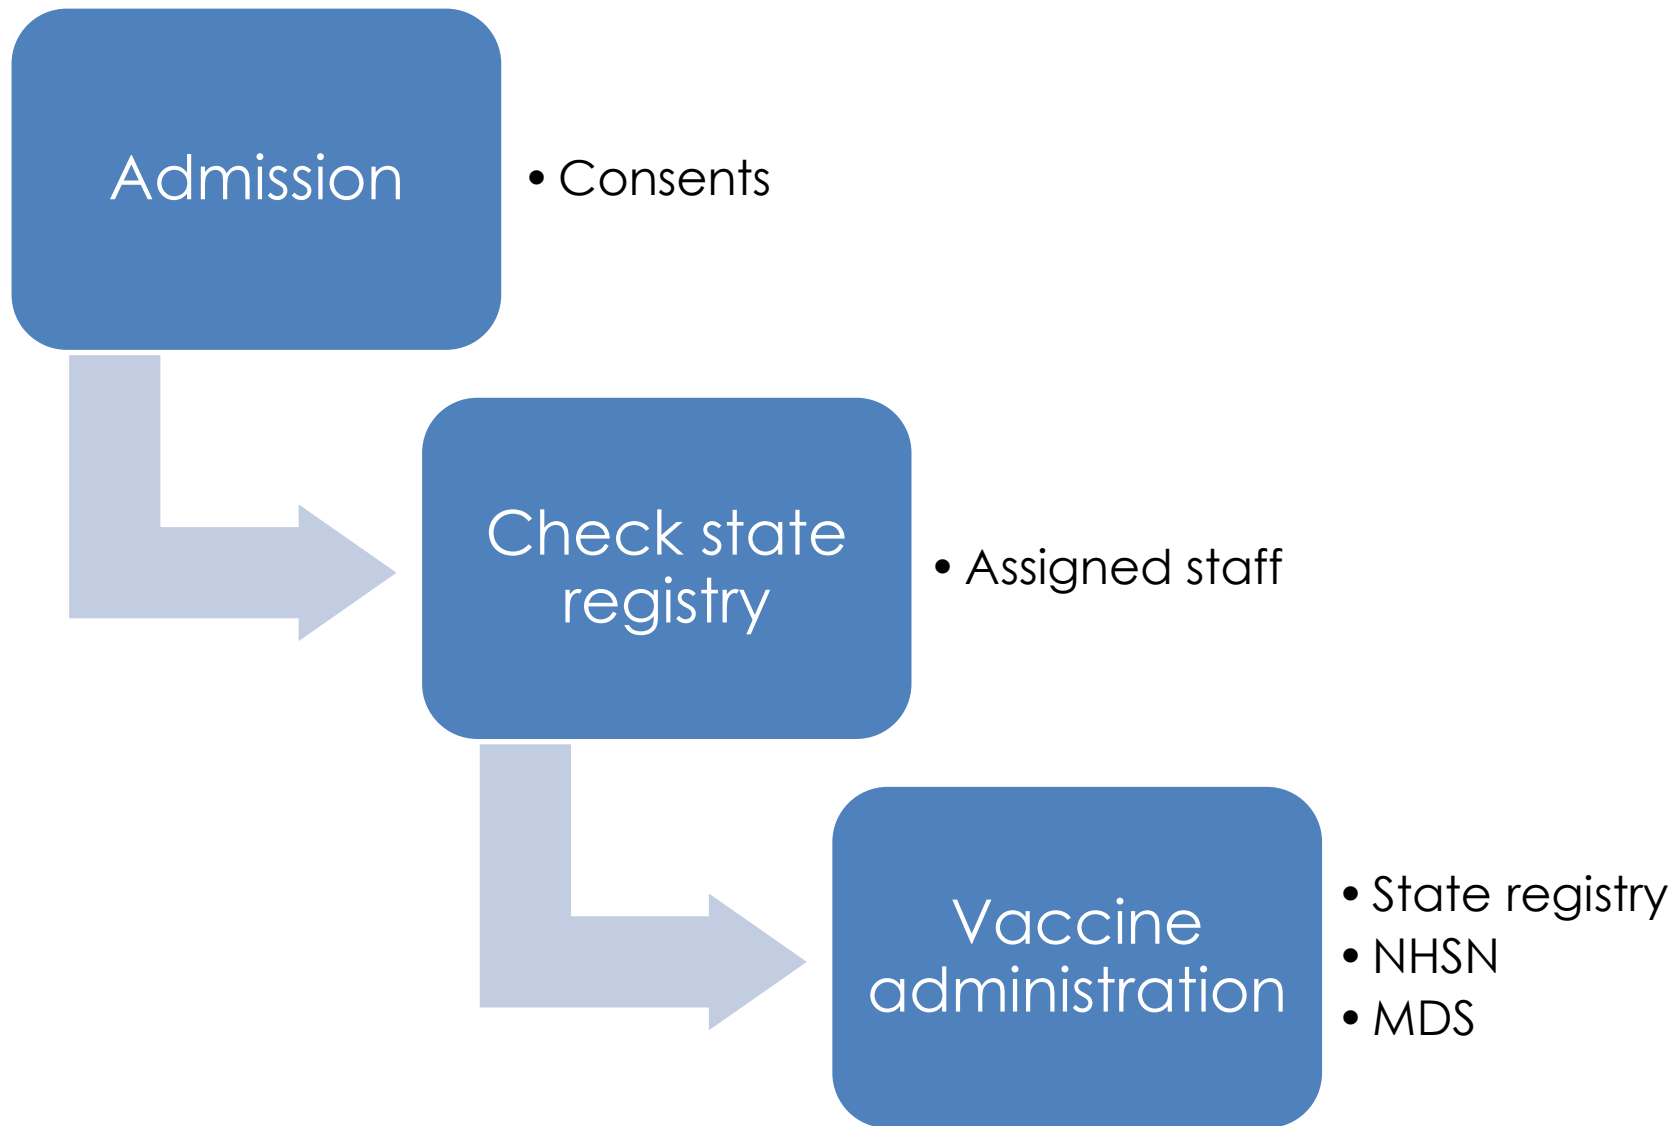 Admission
• Consents
Check state
registry
• Assigned staff
Vaccine
administration
• State registry
• NHSN
• MDS